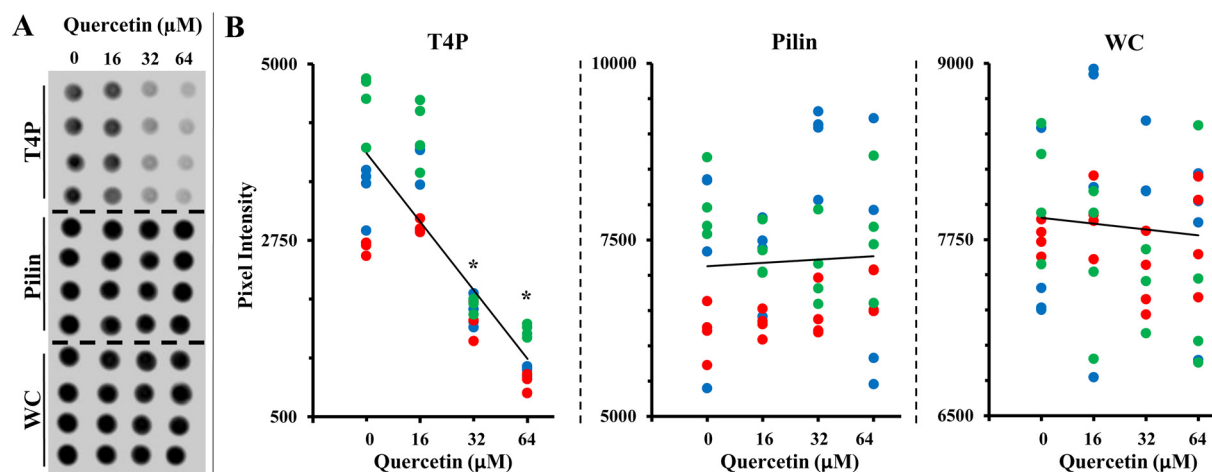 A
Quercetin (µM)
0 16 32 64
T4P
Pilin
WC
B
T4P
Pilin
WC
Pixel Intensity
5000
2750
500
10000
7500
5000
9000
7750
6500
*
*
0 16 32 64
0 16 32 64
0 16 32 64
Quercetin (µM)
Quercetin (µM)
Quercetin (µM)